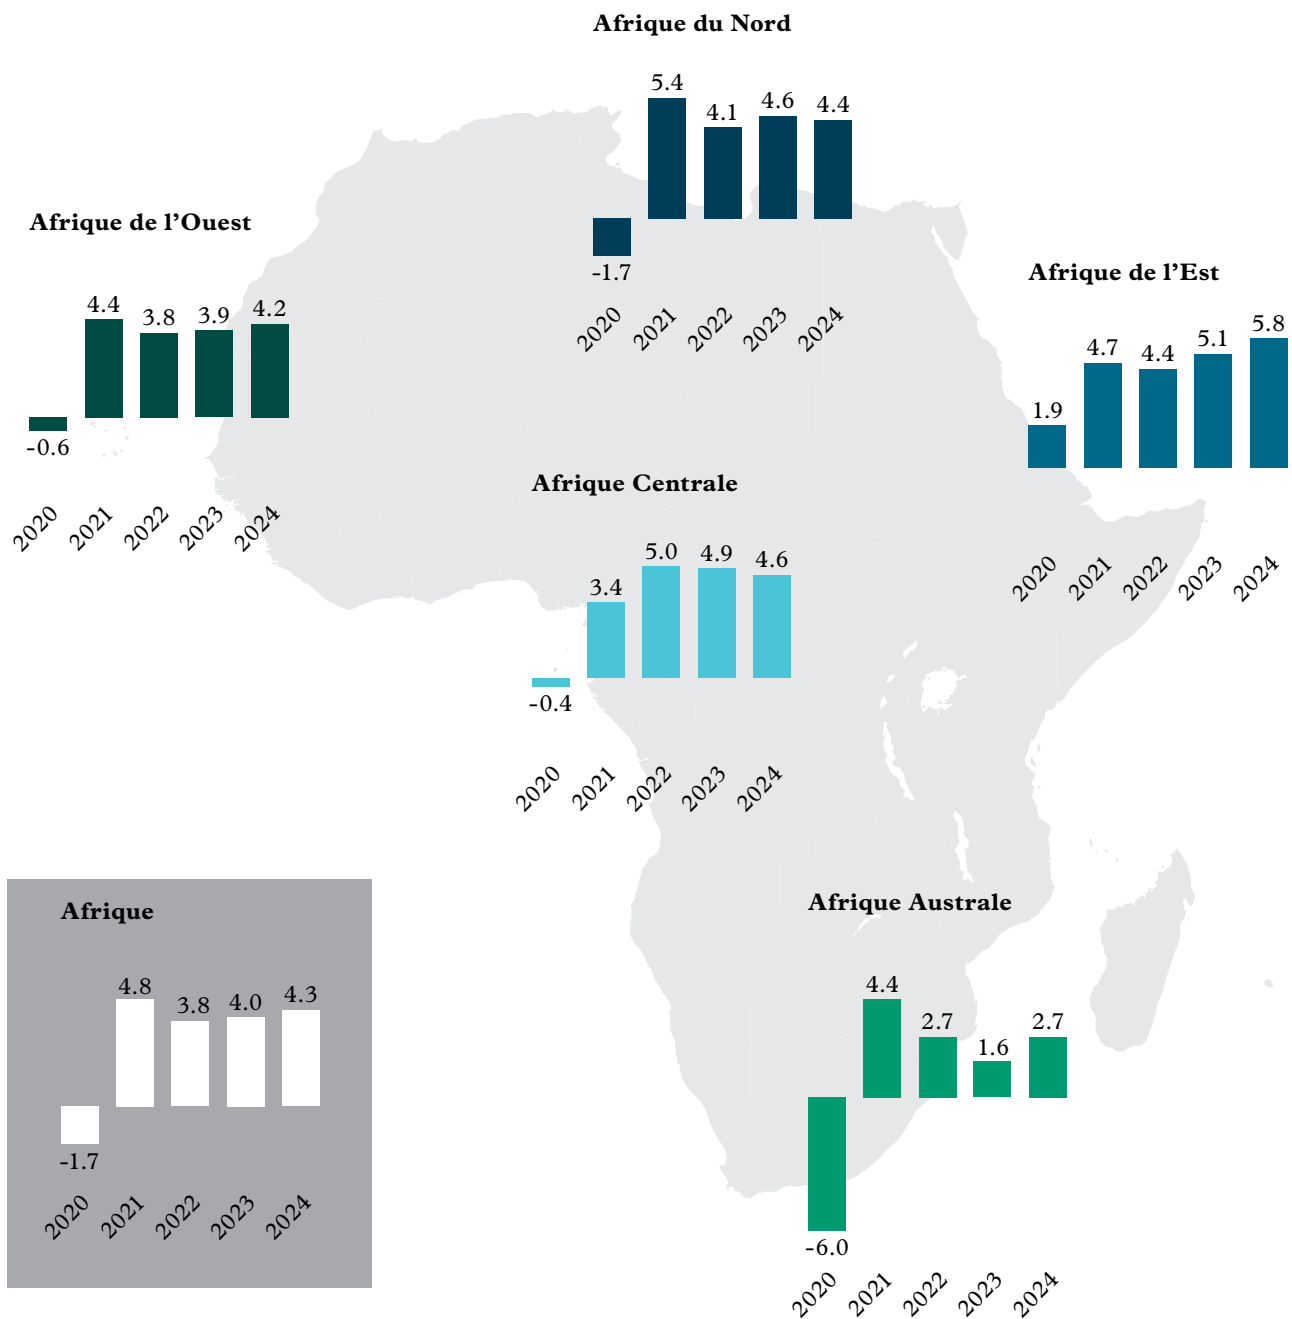 Afrique du Nord
5.4 4.1 4.6 4.4
-1.7
2020 2021 2022 2023 2024
Afrique de l’Ouest
4.4 3.8 3.9 4.2
-0.6
2020 2021 2022 2023 2024
Afrique de l’Est
1.9 4.7 4.4 5.1 5.8
2020 2021 2022 2023 2024
Afrique Centrale
3.4 5.0 4.9 4.6
-0.4
2020 2021 2022 2023 2024
Afrique
4.8 3.8 4.0 4.3
-1.7
2020 2021 2022 2023 2024
Afrique Australe
4.4 2.7 1.6 2.7
-6.0
2020 2021 2022 2023 2024